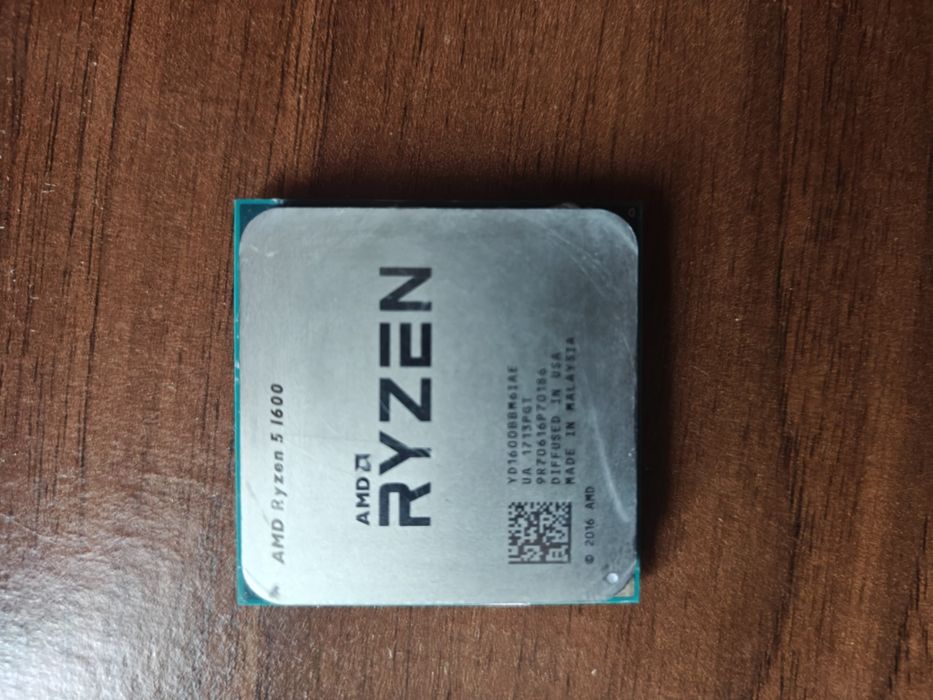 AMD Ryzen 5 1600
AMD
RYZEN
YD1600BBM6IAE
UA 1713PGT
9R70616P70186
DIFFUSED IN USA
MADE IN MALAYSIA
© 2016 AMD